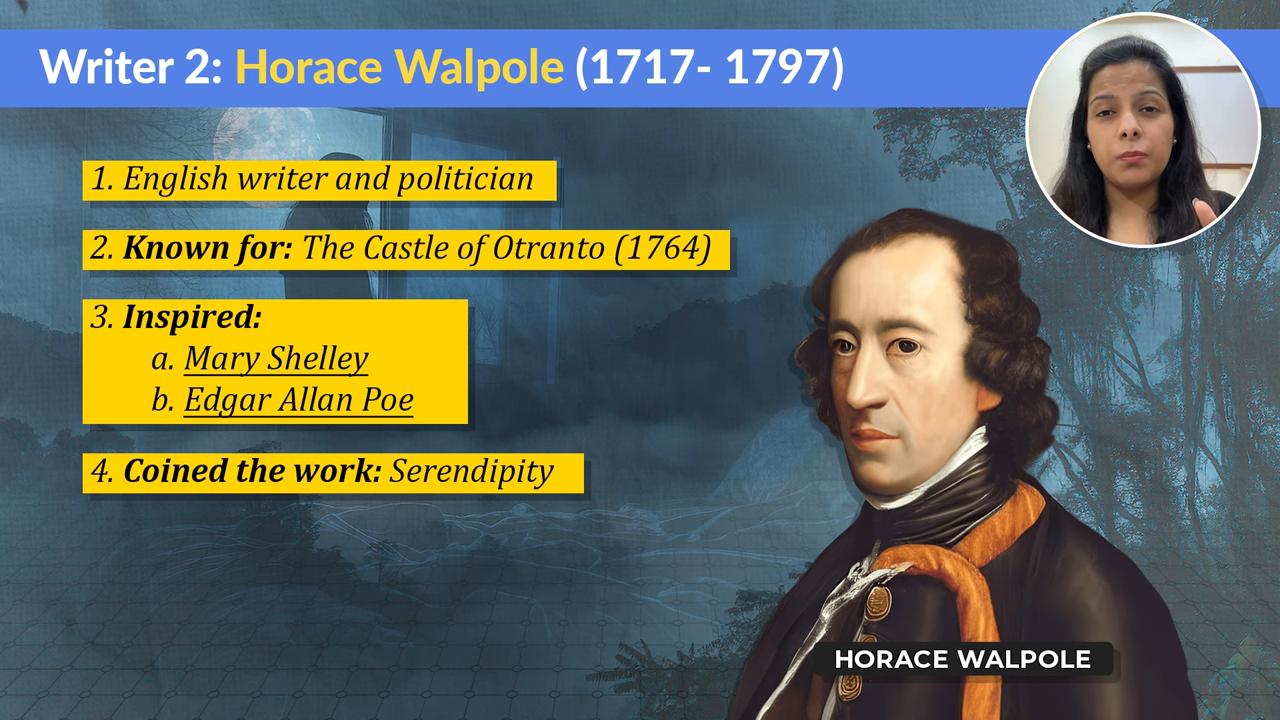 Writer 2: Horace Walpole (1717- 1797)
1. English writer and politician
2. Known for: The Castle of Otranto (1764)
3. Inspired:
a. Mary Shelley
b. Edgar Allan Poe
4. Coined the work: Serendipity
HORACE WALPOLE